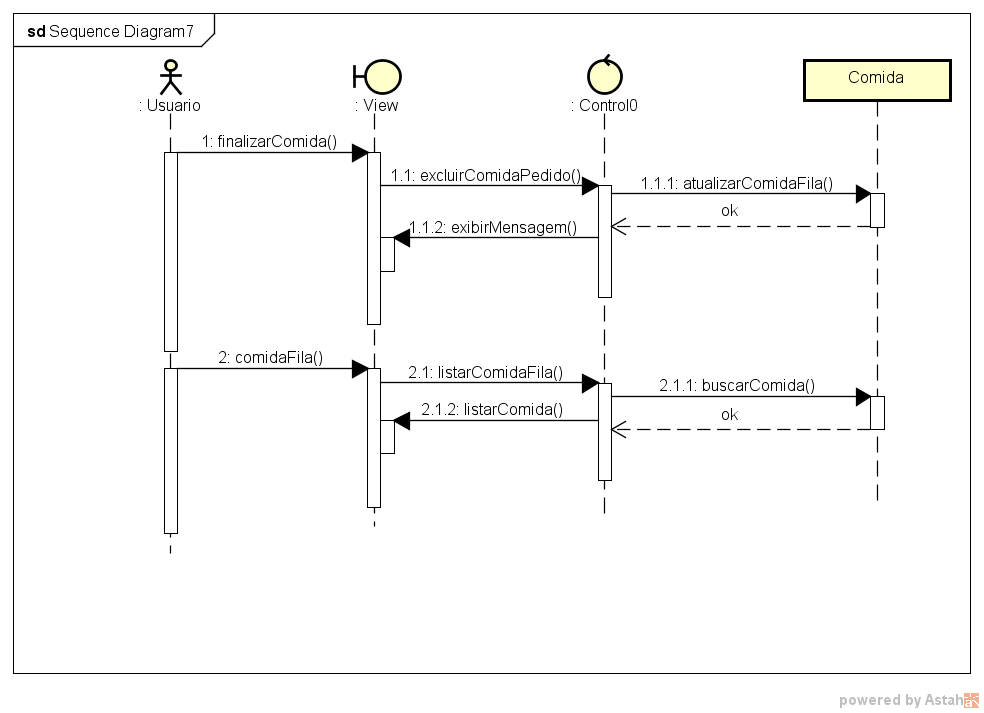 sd Sequence Diagram7
: Usuario
: View
: Control0
Comida
1: finalizarComida()
1.1: excluirComidaPedido()
1.1.1: atualizarComidaFila()
ok
1.1.2: exibirMensagem()
2: comidaFila()
2.1: listarComidaFila()
2.1.1: buscarComida()
2.1.2: listarComida()
ok
powered by Astah